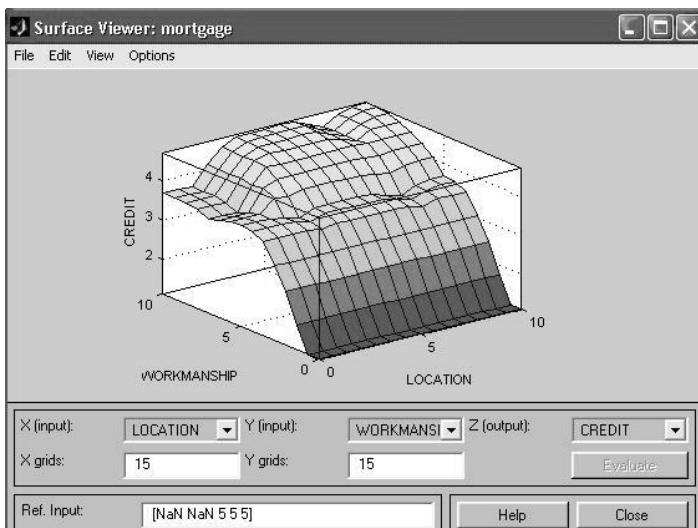 Surface Viewer: mortgage
File Edit View Options
4
3
2
CREDIT
10
5
0
WORKMANSHIP
0
5
10
LOCATION
X (input): LOCATION Y (input): WORKMANSI Z (output): CREDIT
X grids: 15 Y grids: 15 Evaluate
Ref. Input: [NaN NaN 5 5 5] Help Close